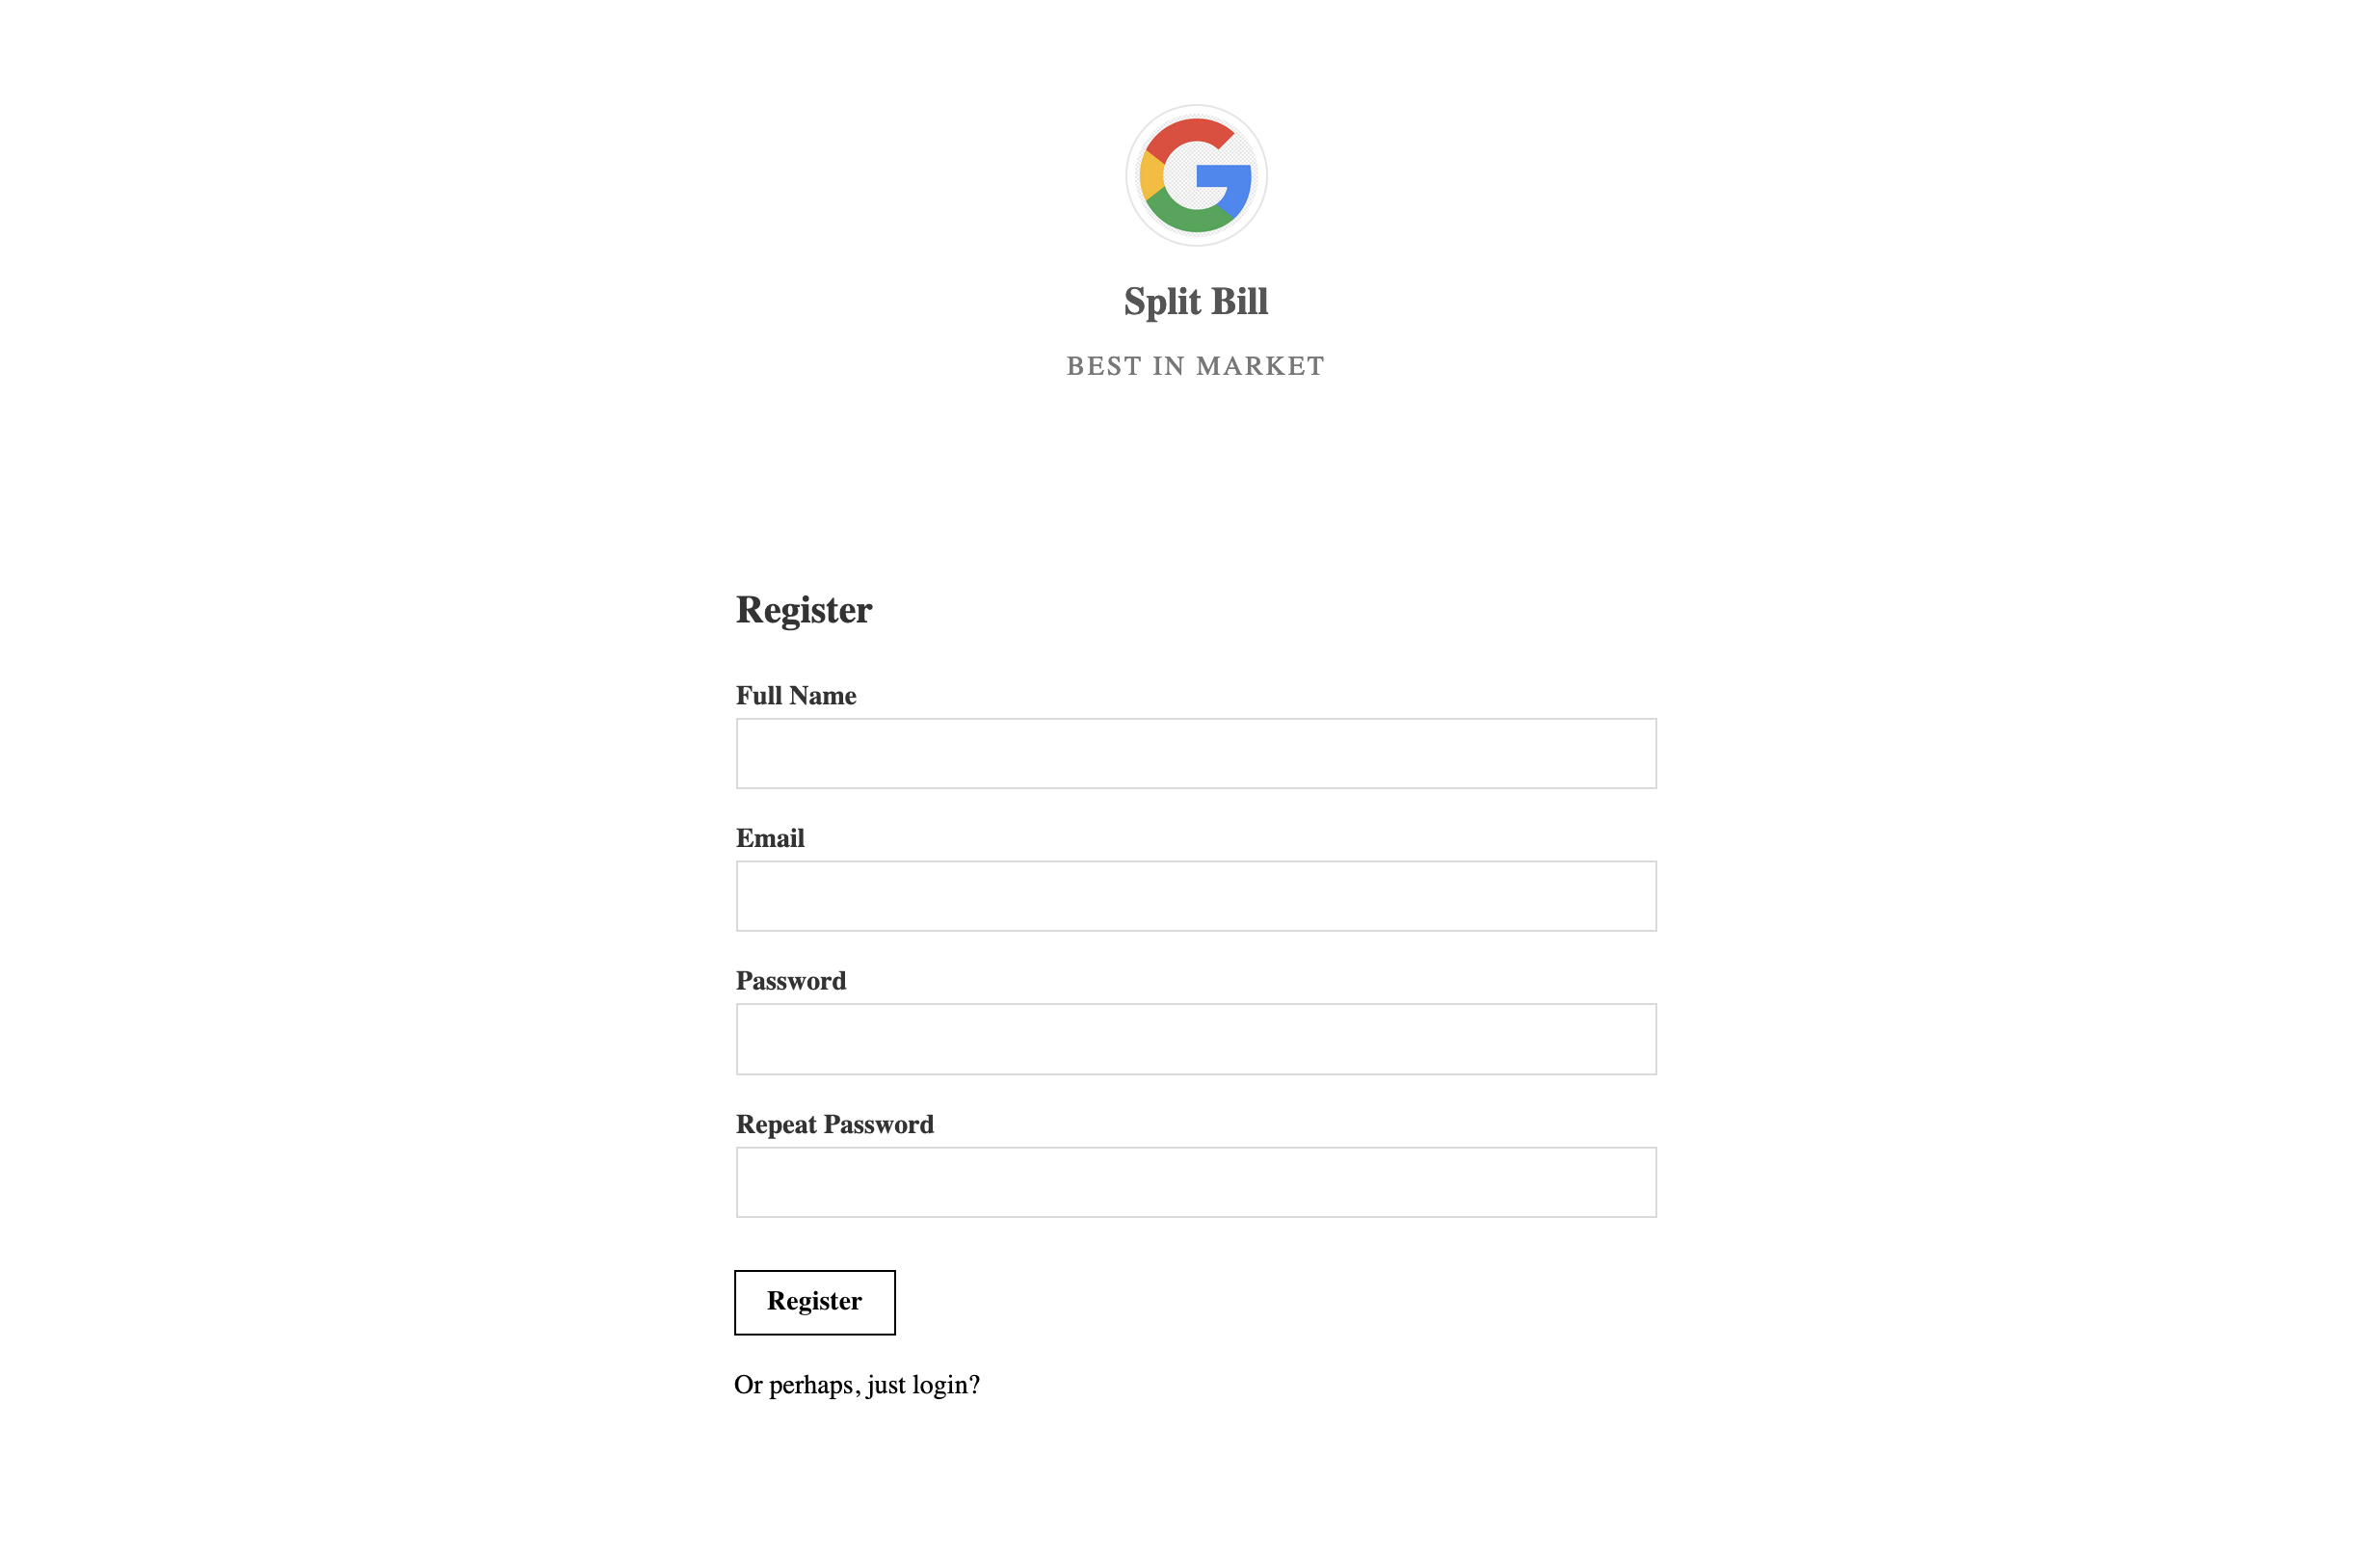 Split Bill
BEST IN MARKET
Register
Full Name
Email
Password
Repeat Password
Register
Or perhaps, just login?